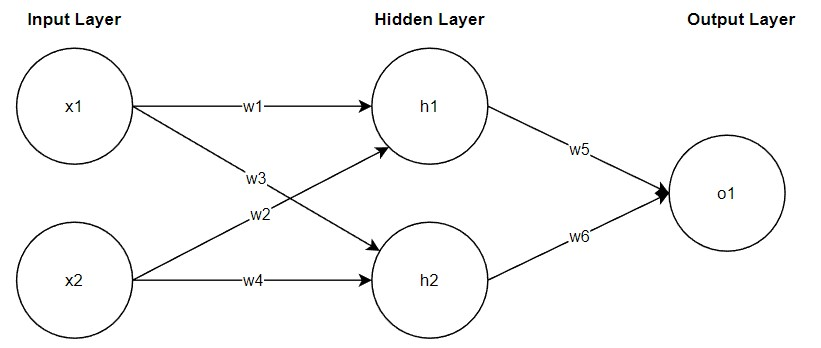 Input Layer
Hidden Layer
Output Layer
x1
w1
h1
w5
w3
o1
w2
w6
x2
w4
h2